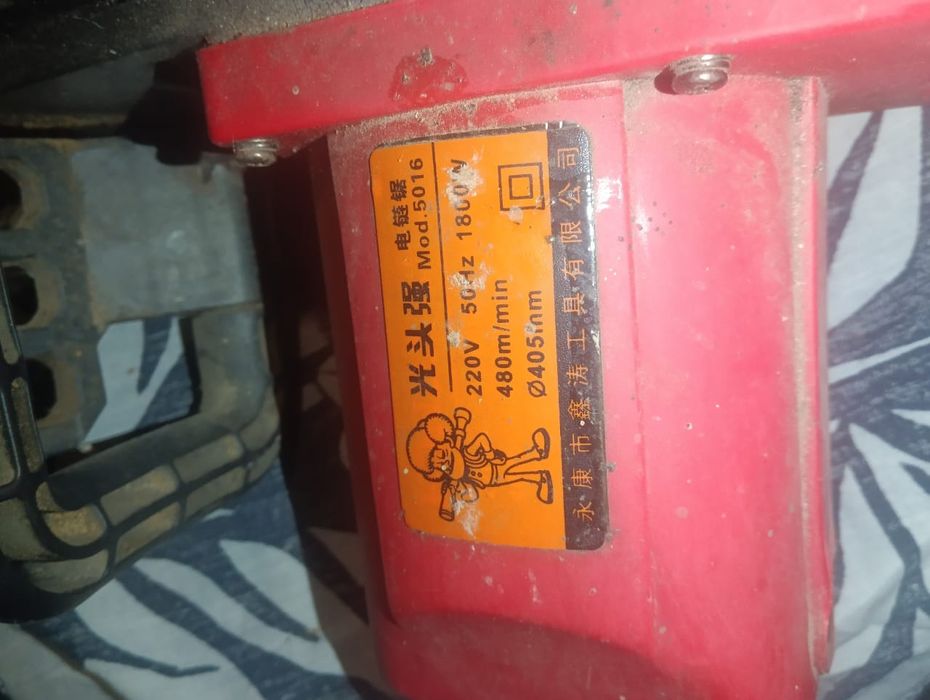 光头强 电链锯
Mod.5016
220V 50Hz 1800W
480m/min
Ø405mm
永康市鑫涛工具有限公司